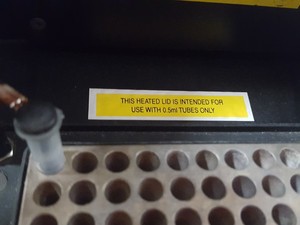 THIS HEATED LID IS INTENDED FOR
USE WITH 0.5ml TUBES ONLY